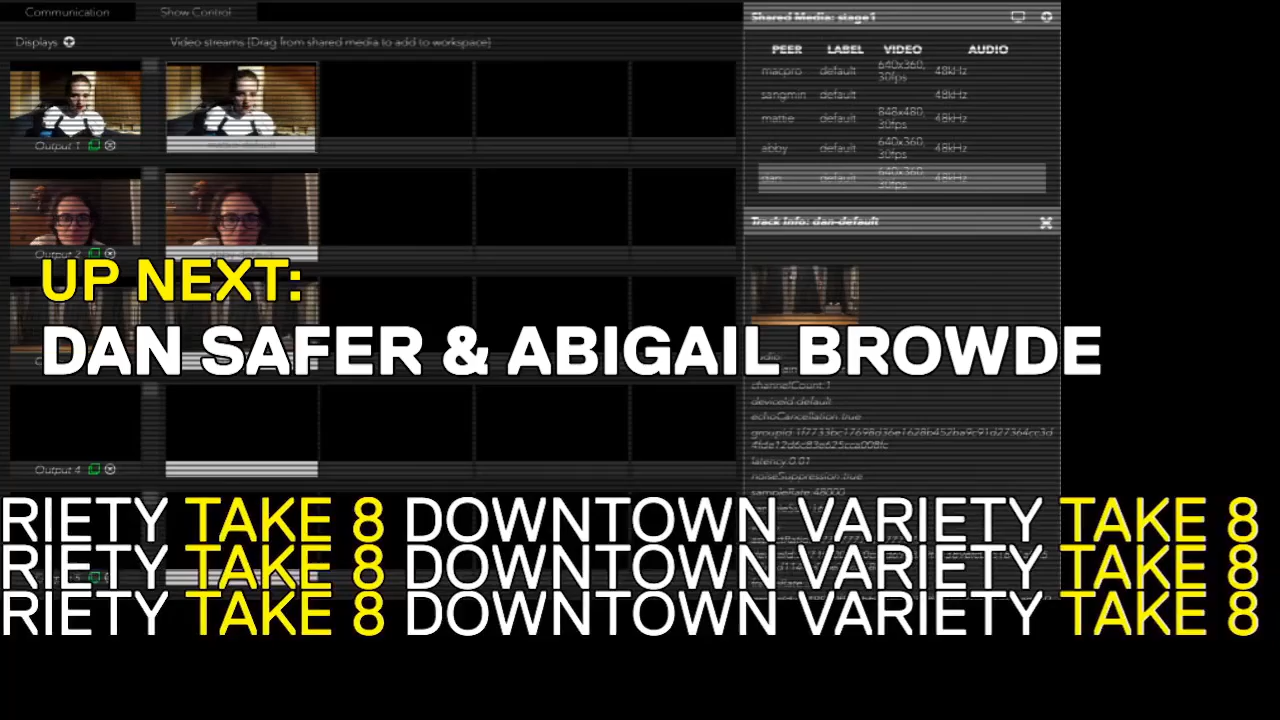 Communication
Show Control
Shared Media: stage1
Displays
Video streams [Drag from shared media to add to workspace]
PEER LABEL VIDEO AUDIO
macpro default 640x360, 30fps 48kHz
sangmin default 48kHz
mattie default 848x480, 30fps 48kHz
abby default 640x360, 30fps 48kHz
dan default 640x360, 30fps 48kHz
Output 1
Track Info: dan-default
Output 2
UP NEXT:
DAN SAFER & ABIGAIL BROWDE
channelCount:1
deviceId:default
echoCancellation:true
latency:0.01
noiseSuppression:true
sampleRate:48000
Output 4
RIETY TAKE 8 DOWNTOWN VARIETY TAKE 8
RIETY TAKE 8 DOWNTOWN VARIETY TAKE 8
RIETY TAKE 8 DOWNTOWN VARIETY TAKE 8